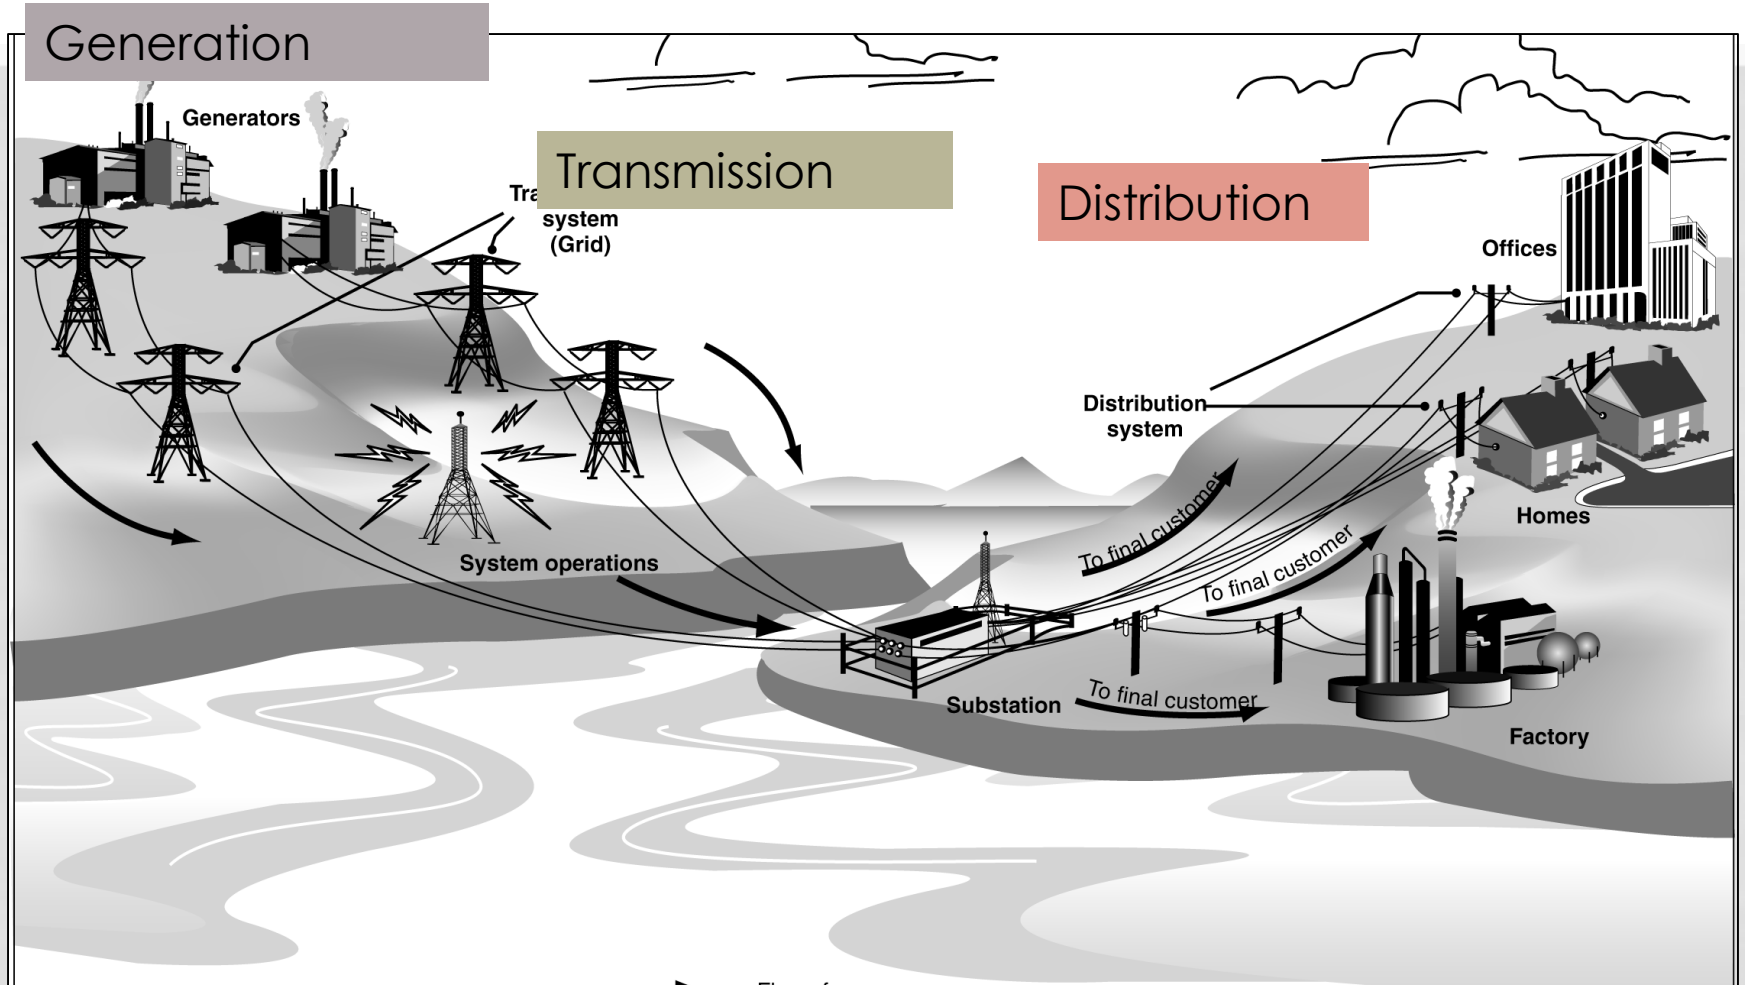 Generation
Generators
Transmission
Tra
system
(Grid)
Distribution
Offices
Distribution
system
Homes
To final customer
To final customer
System operations
Substation
To final customer
Factory